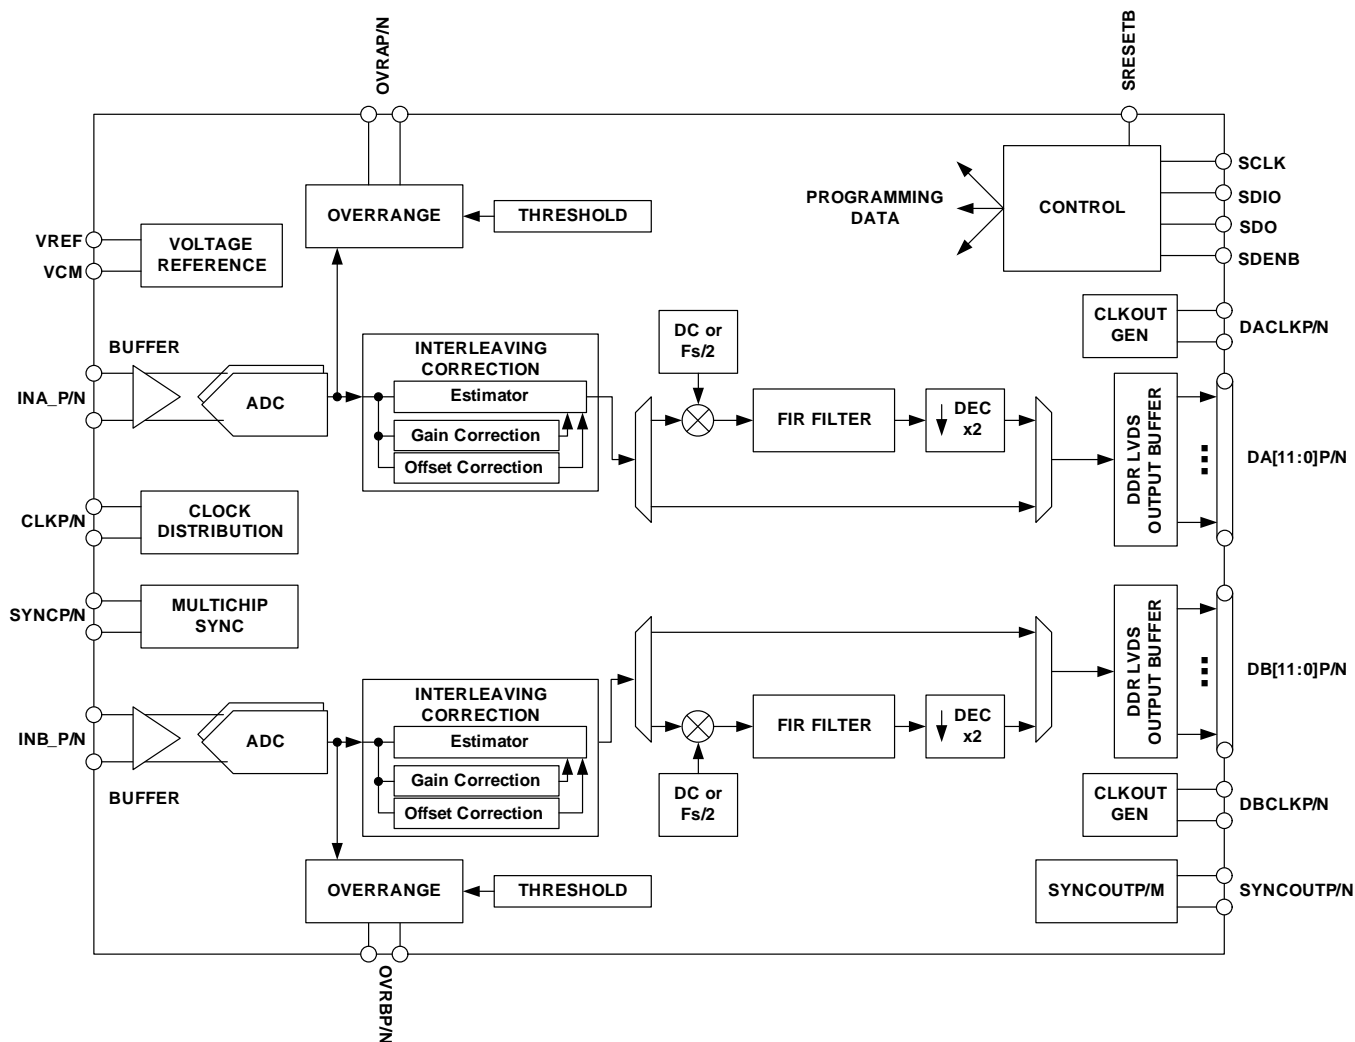 OVRAP/N
SRESETB
OVERRANGE
THRESHOLD
PROGRAMMING
DATA
CONTROL
SCLK
SDIO
SDO
SDENB
VREF
VCM
VOLTAGE
REFERENCE
CLKOUT
GEN
DACLKP/N
BUFFER
INA_P/N
ADC
INTERLEAVING
CORRECTION
Estimator
Gain Correction
Offset Correction
DC or
Fs/2
FIR FILTER
DEC
x2
DDR LVDS
OUTPUT BUFFER
DA[11:0]P/N
CLKP/N
CLOCK
DISTRIBUTION
SYNCP/N
MULTICHIP
SYNC
INB_P/N
BUFFER
ADC
INTERLEAVING
CORRECTION
Estimator
Gain Correction
Offset Correction
DC or
Fs/2
FIR FILTER
DEC
x2
DDR LVDS
OUTPUT BUFFER
DB[11:0]P/N
CLKOUT
GEN
DBCLKP/N
OVERRANGE
THRESHOLD
SYNCOUTP/M
SYNCOUTP/N
OVRBP/N